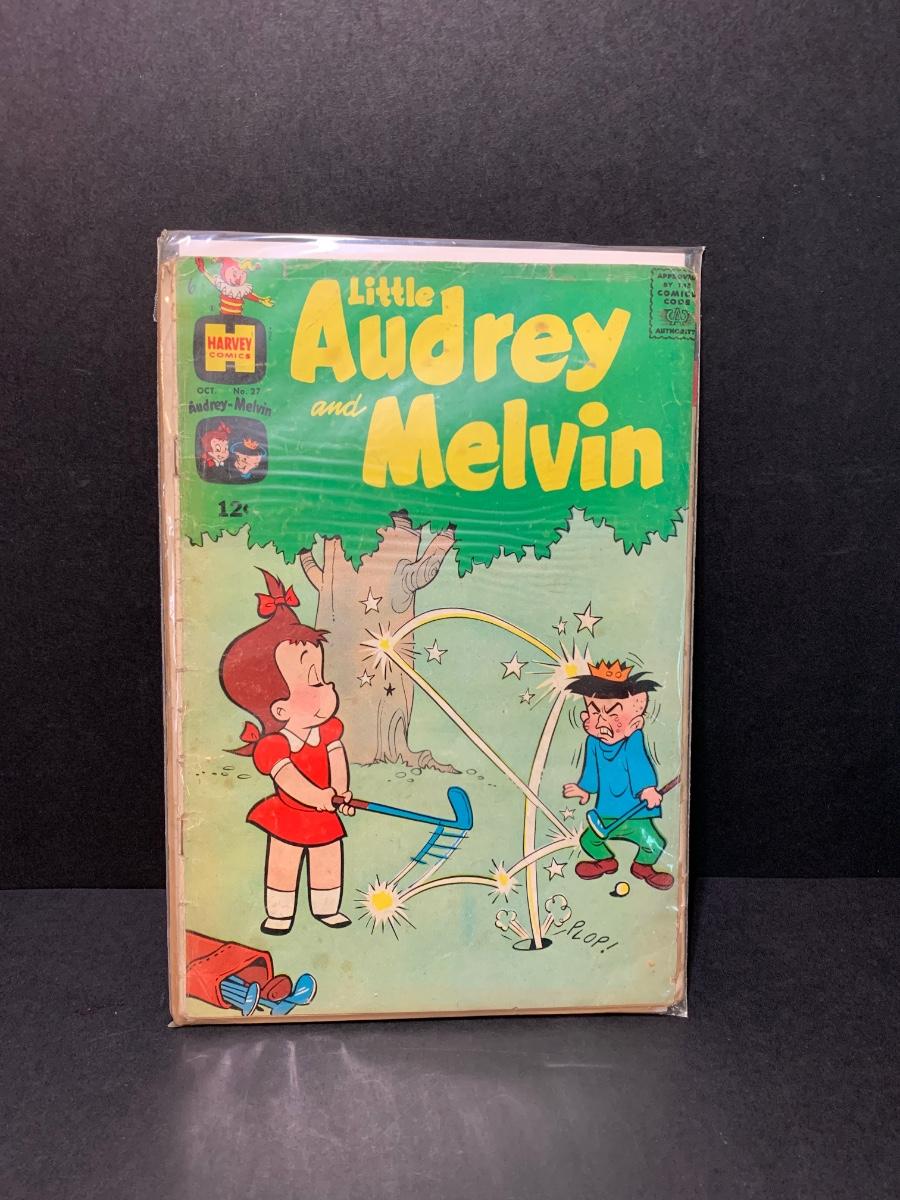 Little
Audrey
and
Melvin
HARVEY
COMICS
OCT. No. 27
Audrey-Melvin
12¢
APPROVED
BY THE
COMICS
CODE
AUTHORITY
PLOP!